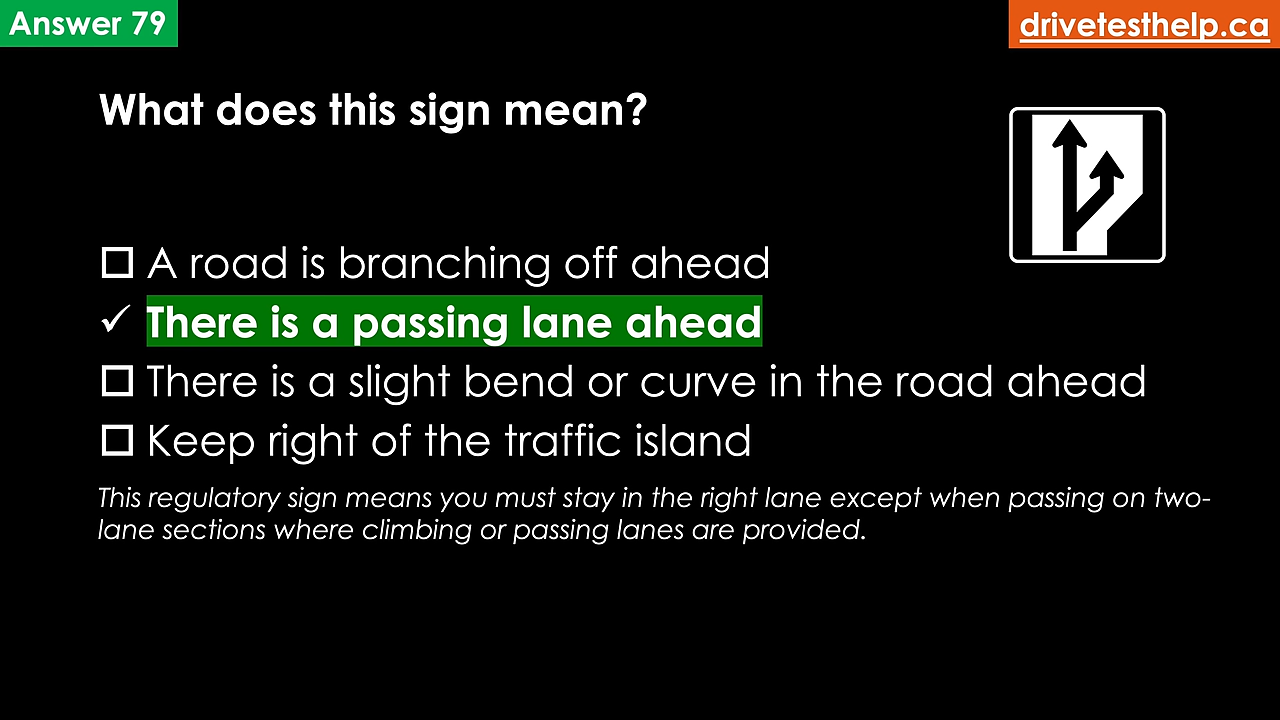 Answer 79
drivetesthelp.ca
What does this sign mean?
A road is branching off ahead
There is a passing lane ahead
There is a slight bend or curve in the road ahead
Keep right of the traffic island
This regulatory sign means you must stay in the right lane except when passing on two-
lane sections where climbing or passing lanes are provided.